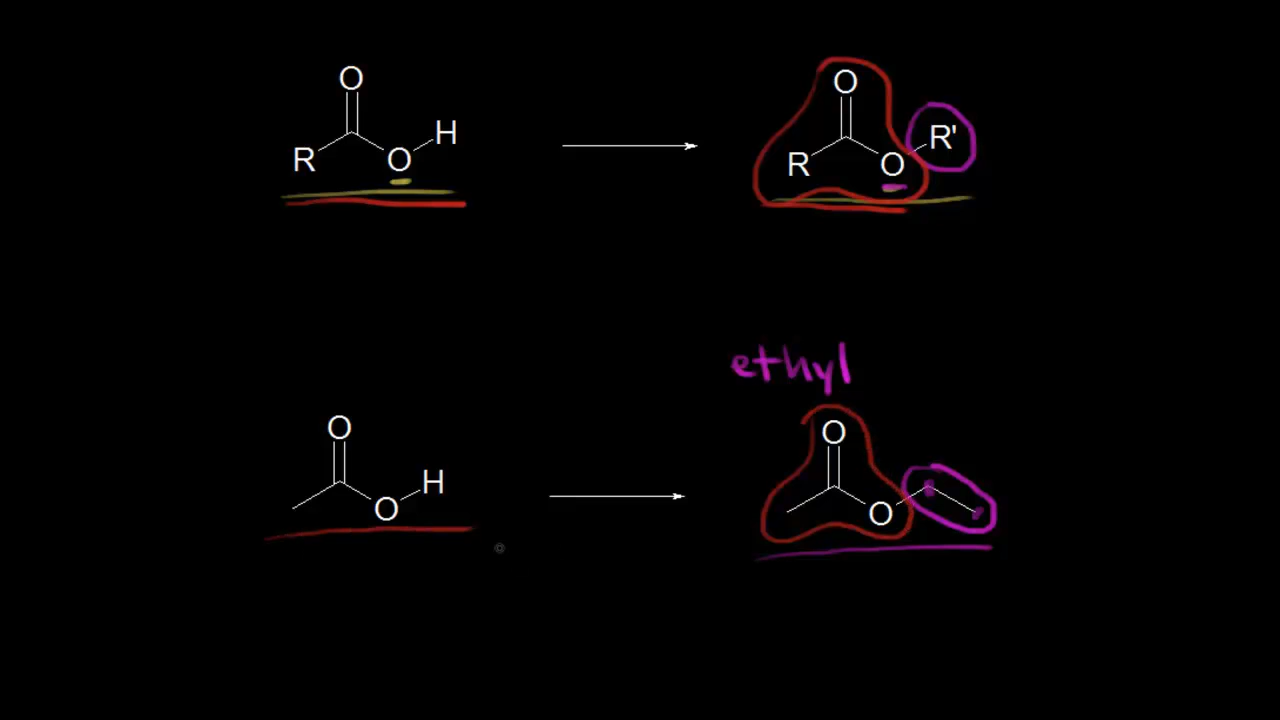 O O
R O H R O R'
ethyl
O O
O H O